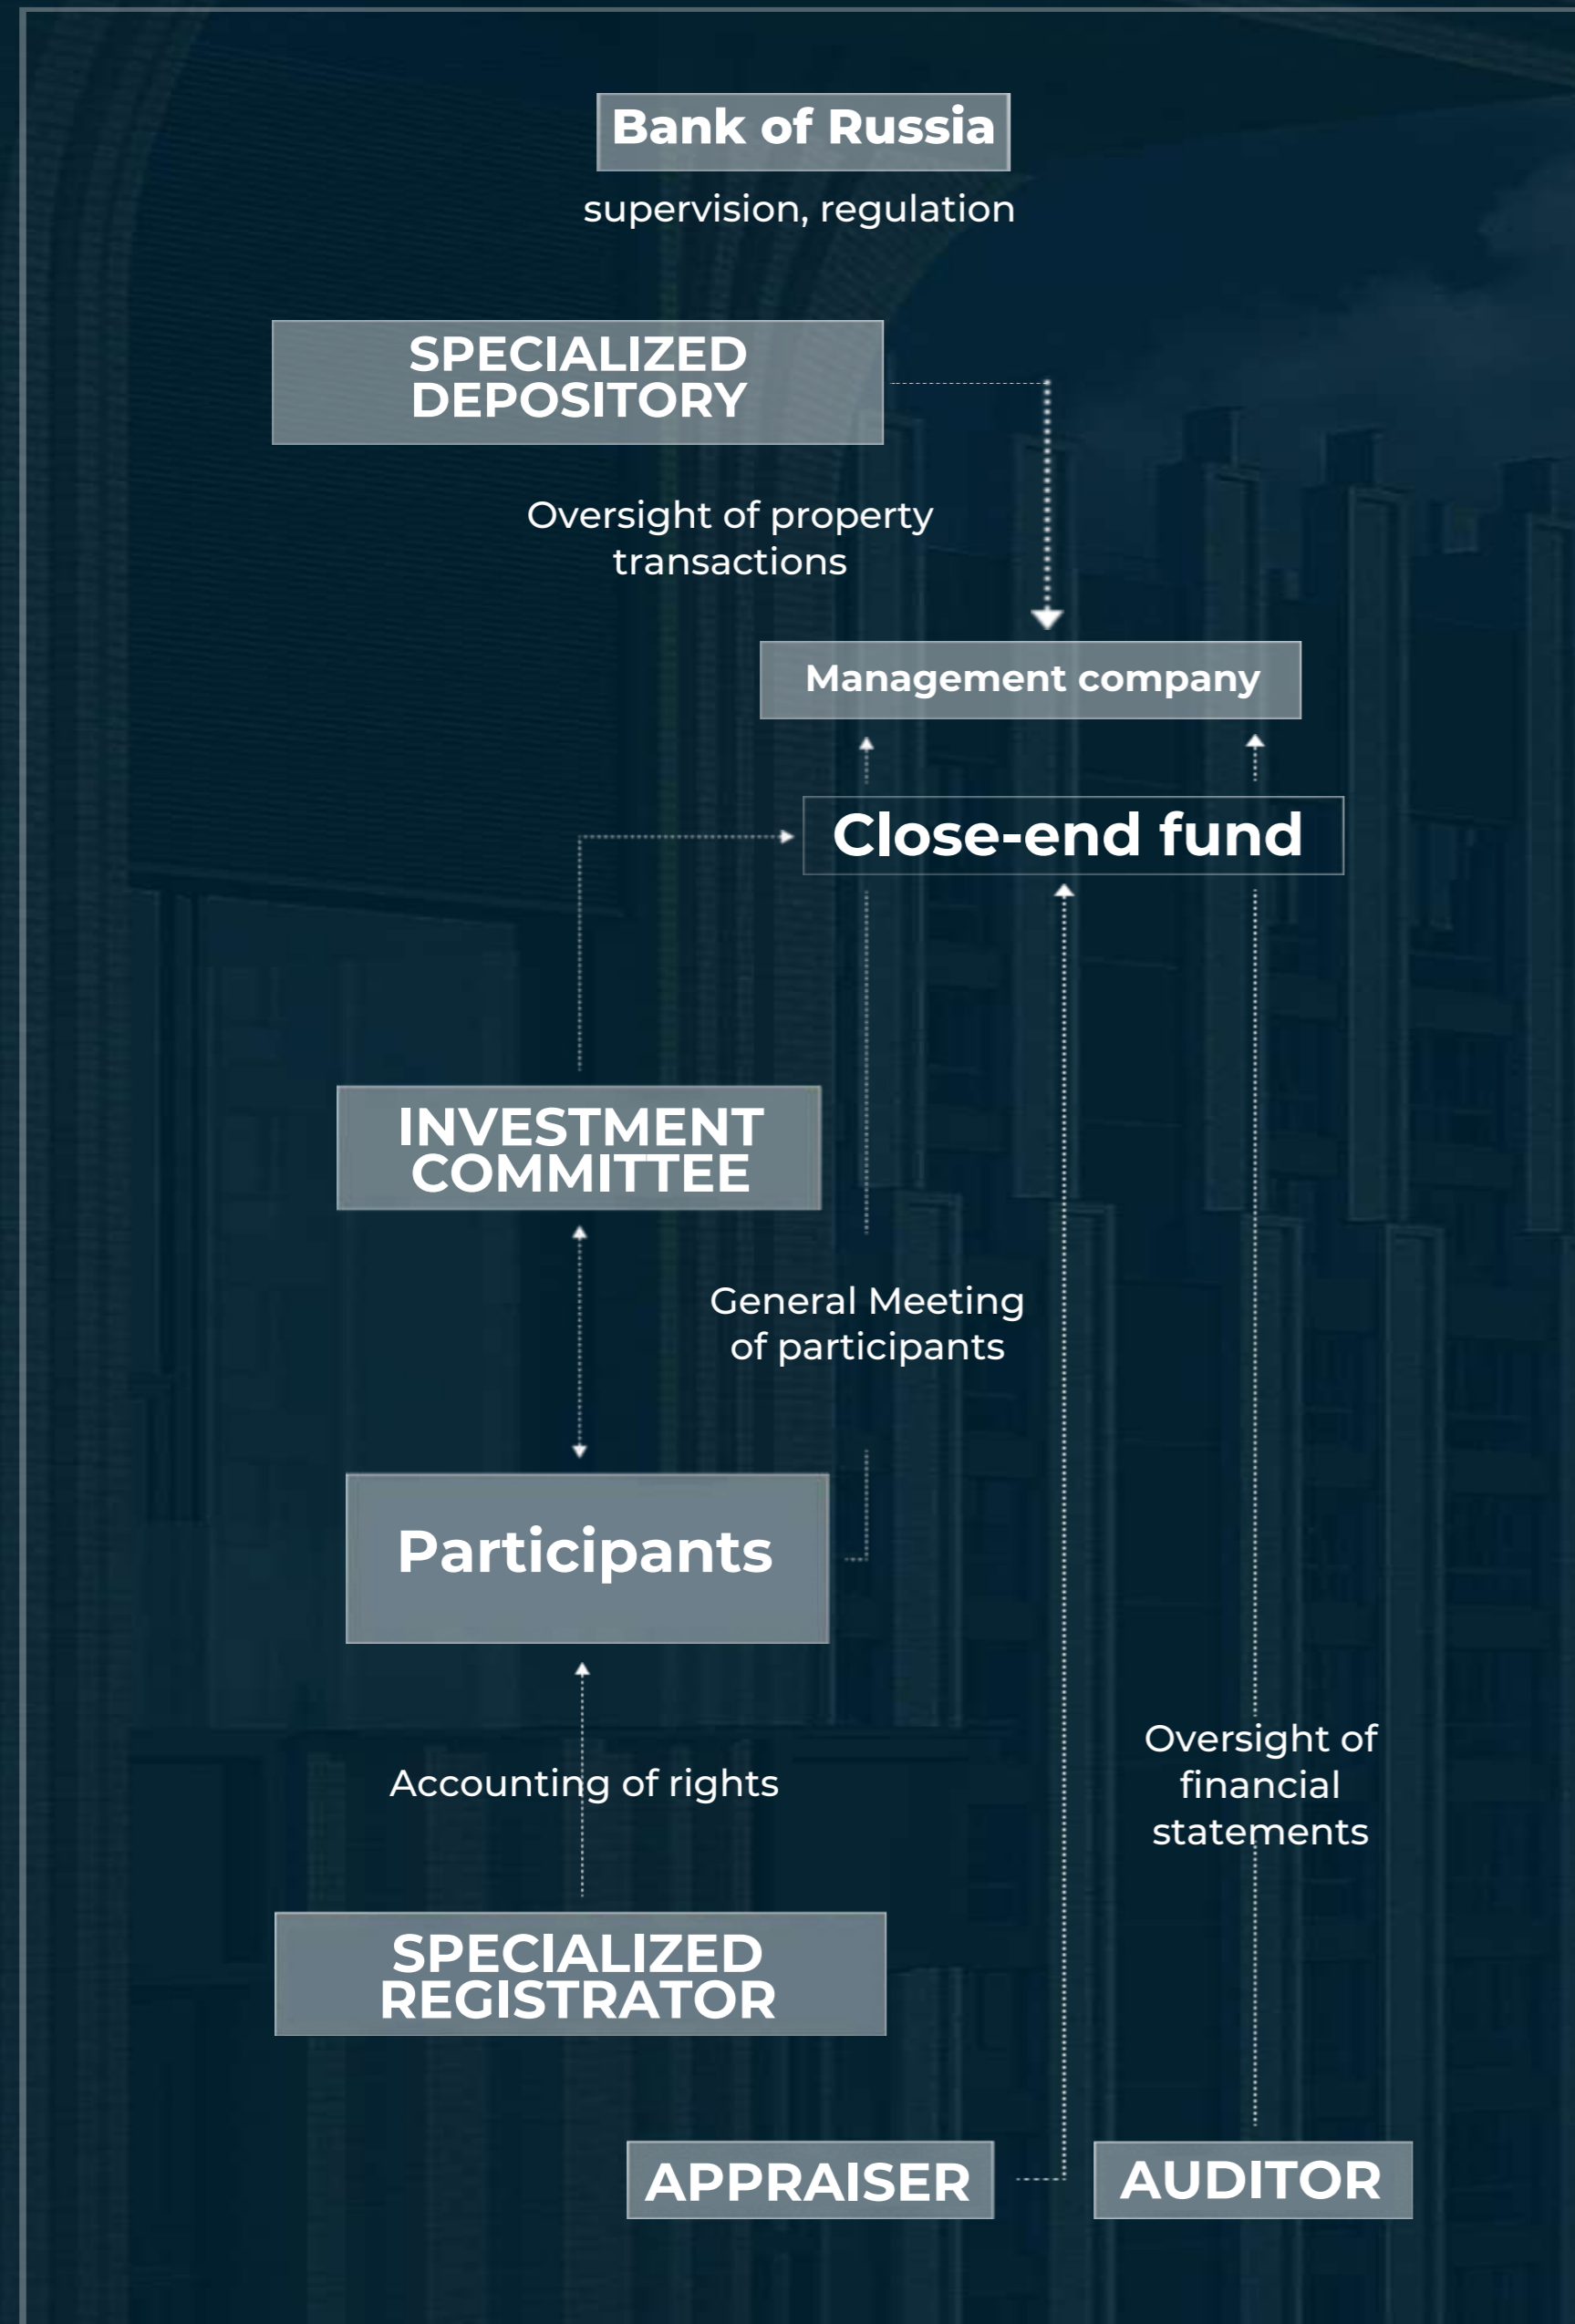 Bank of Russia
supervision, regulation
SPECIALIZED
DEPOSITORY
Oversight of property
transactions
Management company
Close-end fund
INVESTMENT
COMMITTEE
General Meeting
of participants
Participants
Accounting of rights
Oversight of
financial
statements
SPECIALIZED
REGISTRATOR
APPRAISER
AUDITOR